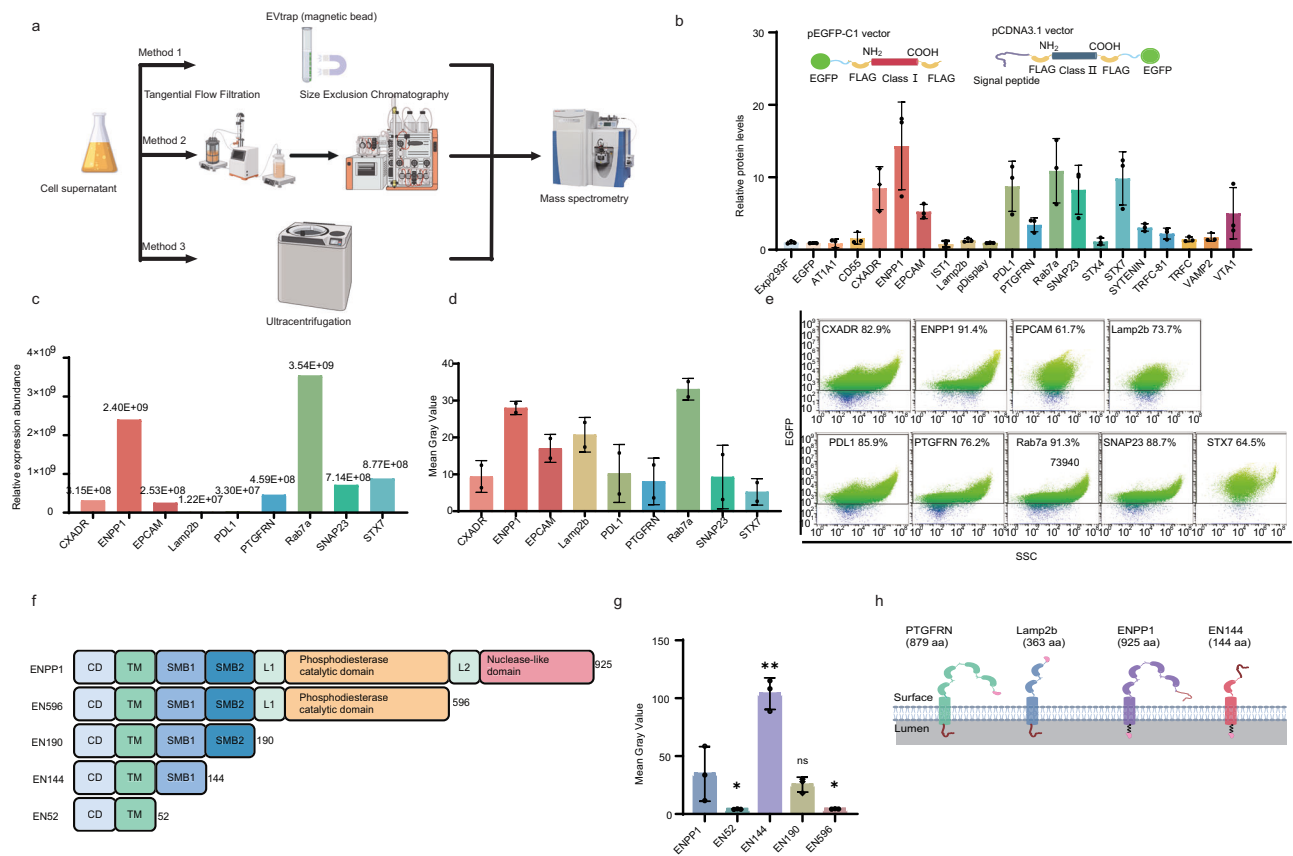 a
EVtrap (magnetic bead)
Method 1
Tangential Flow Filtration
Size Exclusion Chromatography
Method 2
Cell supernatant
Mass spectrometry
Method 3
Ultracentrifugation
b
pEGFP-C1 vector
pCDNA3.1 vector
NH2
COOH
NH2
COOH
EGFP
FLAG
Class I
FLAG
Signal peptide
FLAG
Class II
FLAG
EGFP
Relative protein levels
30
20
10
0
Expi293F
EGFP
AT1A1
CD55
CXADR
ENPP1
EPCAM
IST1
Lamp2b
pDisplay
PDL1
PTGFRN
Rab7a
SNAP23
STX4
STX7
SYTENIN
TRFC-81
TRFC
VAMP2
VTA1
c
Relative expression abundance
4×10⁹
3×10⁹
2×10⁹
1×10⁹
0
3.15E+08
2.40E+09
2.53E+08
1.22E+07
3.30E+07
4.59E+08
3.54E+09
7.14E+08
8.77E+08
CXADR
ENPP1
EPCAM
Lamp2b
PDL1
PTGFRN
Rab7a
SNAP23
STX7
d
Mean Gray Value
40
30
20
10
0
CXADR
ENPP1
EPCAM
Lamp2b
PDL1
PTGFRN
Rab7a
SNAP23
STX7
e
CXADR 82.9%
ENPP1 91.4%
EPCAM 61.7%
Lamp2b 73.7%
PDL1 85.9%
PTGFRN 76.2%
Rab7a 91.3%
73940
SNAP23 88.7%
STX7 64.5%
EGFP
SSC
f
ENPP1
CD
TM
SMB1
SMB2
L1
Phosphodiesterase
catalytic domain
L2
Nuclease-like
domain
925
EN596
CD
TM
SMB1
SMB2
L1
Phosphodiesterase
catalytic domain
596
EN190
CD
TM
SMB1
SMB2
190
EN144
CD
TM
SMB1
144
EN52
CD
TM
52
g
Mean Gray Value
150
100
50
0
*
**
ns
*
ENPP1
EN52
EN144
EN190
EN596
h
PTGFRN
(879 aa)
Lamp2b
(363 aa)
ENPP1
(925 aa)
EN144
(144 aa)
Surface
Lumen